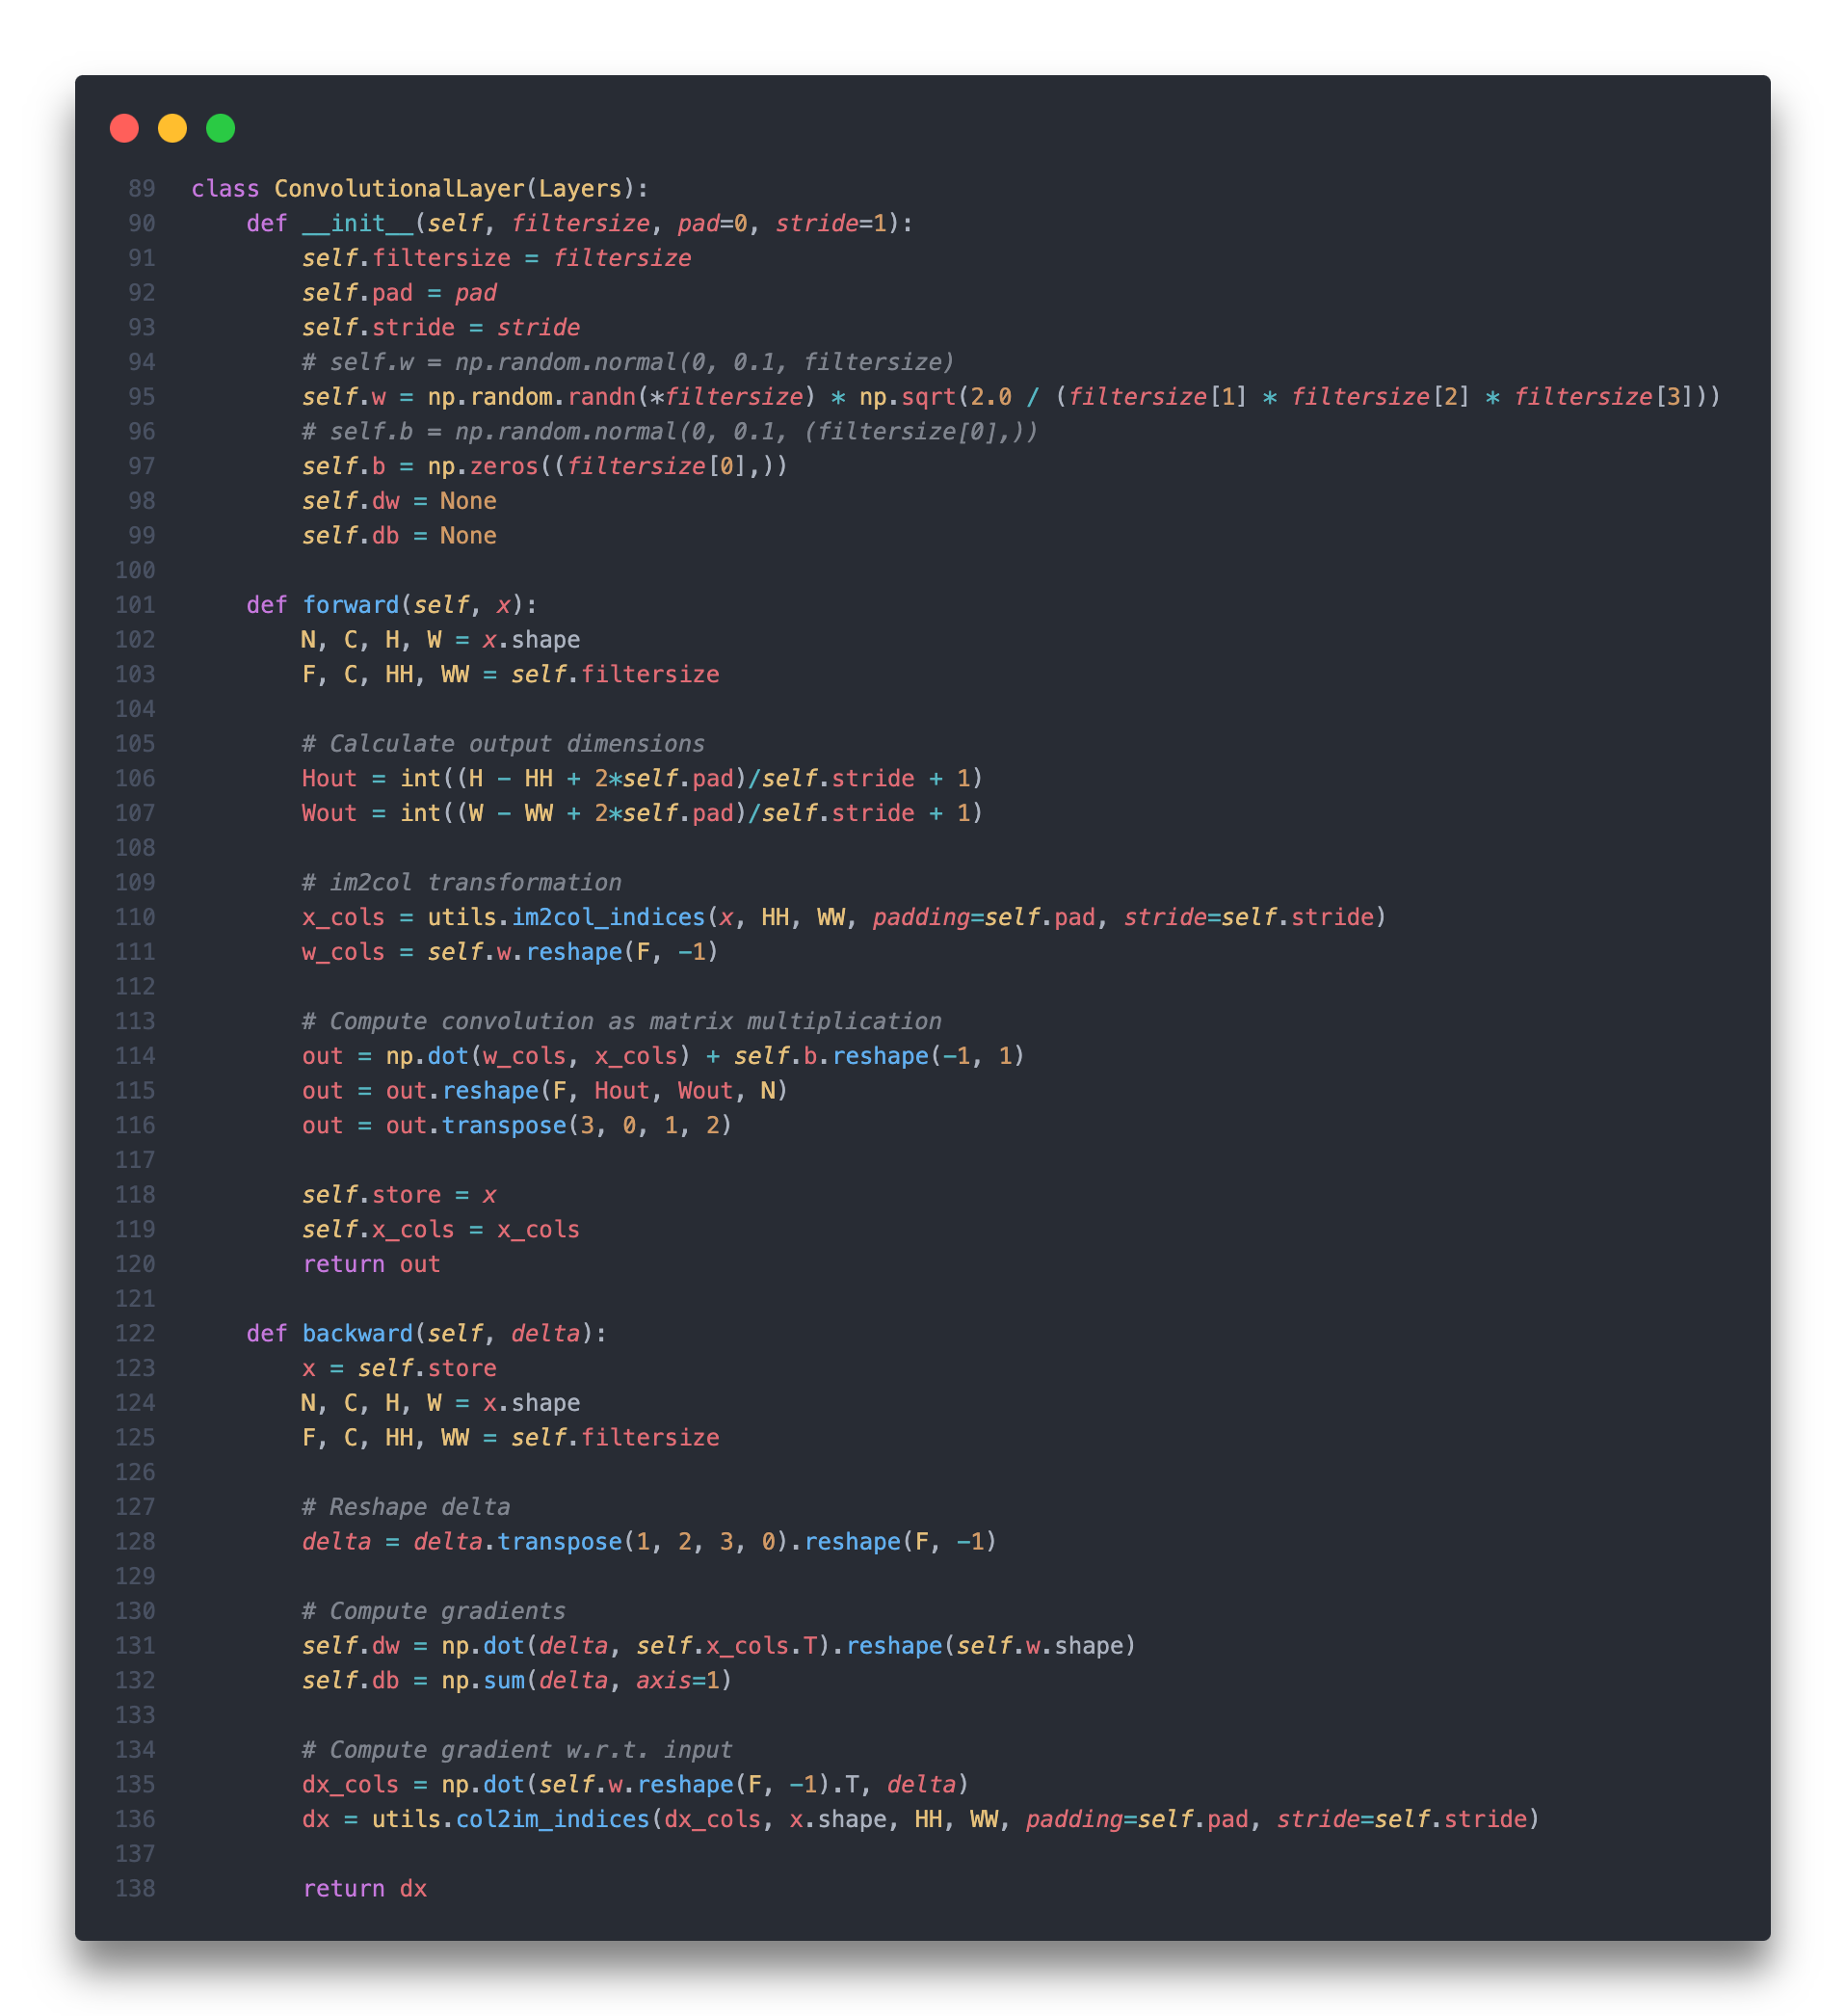 89 class ConvolutionalLayer(Layers):
90     def __init__(self, filtersize, pad=0, stride=1):
91         self.filtersize = filtersize
92         self.pad = pad
93         self.stride = stride
94         # self.w = np.random.normal(0, 0.1, filtersize)
95         self.w = np.random.randn(*filtersize) * np.sqrt(2.0 / (filtersize[1] * filtersize[2] * filtersize[3]))
96         # self.b = np.random.normal(0, 0.1, (filtersize[0],))
97         self.b = np.zeros((filtersize[0],))
98         self.dw = None
99         self.db = None
100
101     def forward(self, x):
102         N, C, H, W = x.shape
103         F, C, HH, WW = self.filtersize
104
105         # Calculate output dimensions
106         Hout = int((H - HH + 2*self.pad)/self.stride + 1)
107         Wout = int((W - WW + 2*self.pad)/self.stride + 1)
108
109         # im2col transformation
110         x_cols = utils.im2col_indices(x, HH, WW, padding=self.pad, stride=self.stride)
111         w_cols = self.w.reshape(F, -1)
112
113         # Compute convolution as matrix multiplication
114         out = np.dot(w_cols, x_cols) + self.b.reshape(-1, 1)
115         out = out.reshape(F, Hout, Wout, N)
116         out = out.transpose(3, 0, 1, 2)
117
118         self.store = x
119         self.x_cols = x_cols
120         return out
121
122     def backward(self, delta):
123         x = self.store
124         N, C, H, W = x.shape
125         F, C, HH, WW = self.filtersize
126
127         # Reshape delta
128         delta = delta.transpose(1, 2, 3, 0).reshape(F, -1)
129
130         # Compute gradients
131         self.dw = np.dot(delta, self.x_cols.T).reshape(self.w.shape)
132         self.db = np.sum(delta, axis=1)
133
134         # Compute gradient w.r.t. input
135         dx_cols = np.dot(self.w.reshape(F, -1).T, delta)
136         dx = utils.col2im_indices(dx_cols, x.shape, HH, WW, padding=self.pad, stride=self.stride)
137
138         return dx